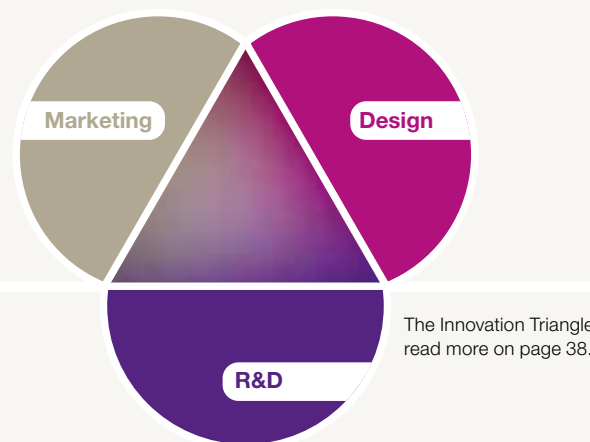 Marketing
Design
R&D
The Innovation Triangle
read more on page 38.